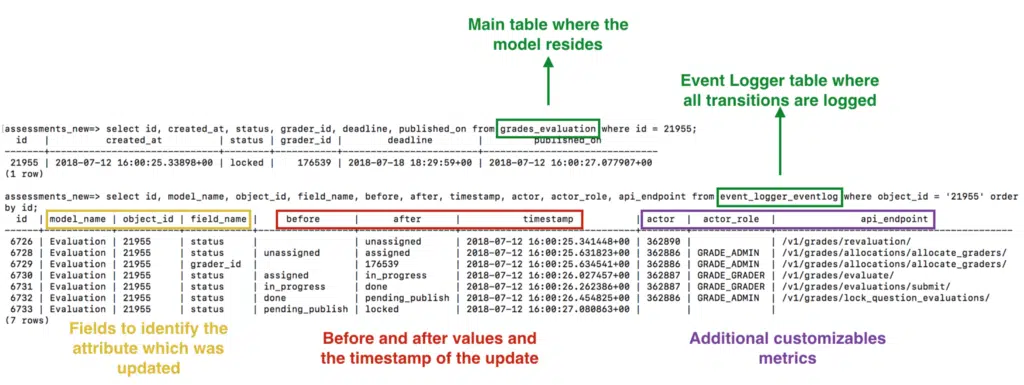 Main table where the
model resides
Event Logger table where
all transitions are logged
assessments_new=> select id, created_at, status, grader_id, deadline, published_on from grades_evaluation where id = 21955;
id | created_at | status | grader_id | deadline | published_on
21955 | 2018-07-12 16:00:25.33898+00 | locked | 176539 | 2018-07-18 18:29:59+00 | 2018-07-12 16:00:27.077907+00
(1 row)
assessments_new=> select id, model_name, object_id, field_name, before, after, timestamp, actor, actor_role, api_endpoint from event_logger_eventlog where object_id = '21955' order
by id;
id | model_name | object_id | field_name | before | after | timestamp | actor | actor_role | api_endpoint
6726 | Evaluation | 21955 | status | | unassigned | 2018-07-12 16:00:25.341448+00 | 362890 | | /v1/grades/revaluation/
6728 | Evaluation | 21955 | status | unassigned | assigned | 2018-07-12 16:00:25.631823+00 | 362886 | GRADE_ADMIN | /v1/grades/allocations/allocate_graders/
6729 | Evaluation | 21955 | grader_id | | 176539 | 2018-07-12 16:00:25.634541+00 | 362886 | GRADE_ADMIN | /v1/grades/allocations/allocate_graders/
6730 | Evaluation | 21955 | status | assigned | in_progress | 2018-07-12 16:00:26.027457+00 | 362887 | GRADE_GRADER | /v1/grades/evaluate/
6731 | Evaluation | 21955 | status | in_progress | done | 2018-07-12 16:00:26.262386+00 | 362887 | GRADE_GRADER | /v1/grades/evaluations/submit/
6732 | Evaluation | 21955 | status | done | pending_publish | 2018-07-12 16:00:26.454825+00 | 362886 | GRADE_ADMIN | /v1/grades/lock_question_evaluations/
6733 | Evaluation | 21955 | status | pending_publish | locked | 2018-07-12 16:00:27.080863+00 | | |
(7 rows)
Fields to identify the
attribute which was
updated
Before and after values and
the timestamp of the update
Additional customizables
metrics